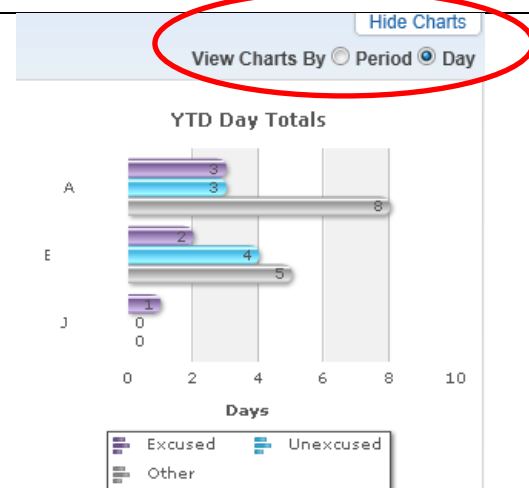 Hide Charts
View Charts By Period Day
YTD Day Totals
3
A 3
8
2
E 4
5
1
J 0
0
0 2 4 6 8 10
Days
Excused Unexcused
Other